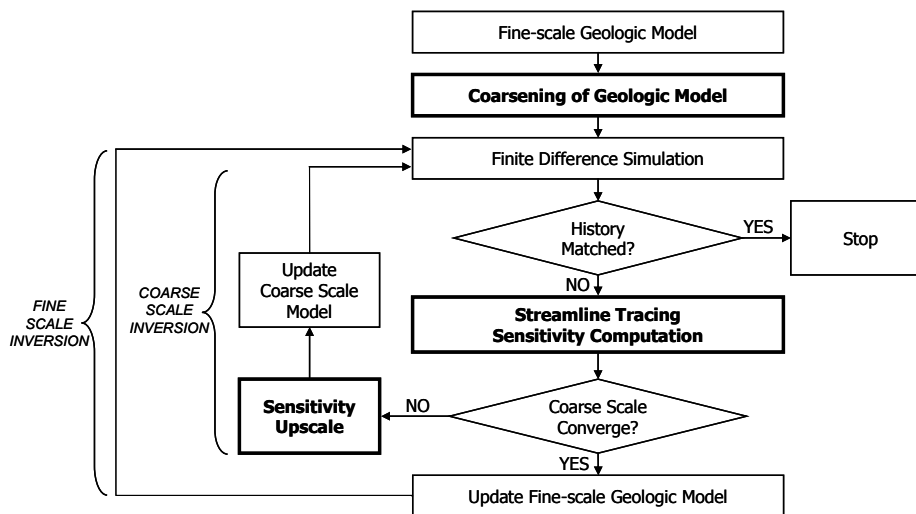 Fine-scale Geologic Model
Coarsening of Geologic Model
Finite Difference Simulation
History
Matched?
YES
Stop
NO
Update
Coarse Scale
Model
COARSE
SCALE
INVERSION
FINE
SCALE
INVERSION
Streamline Tracing
Sensitivity Computation
Sensitivity
Upscale
NO
Coarse Scale
Converge?
YES
Update Fine-scale Geologic Model